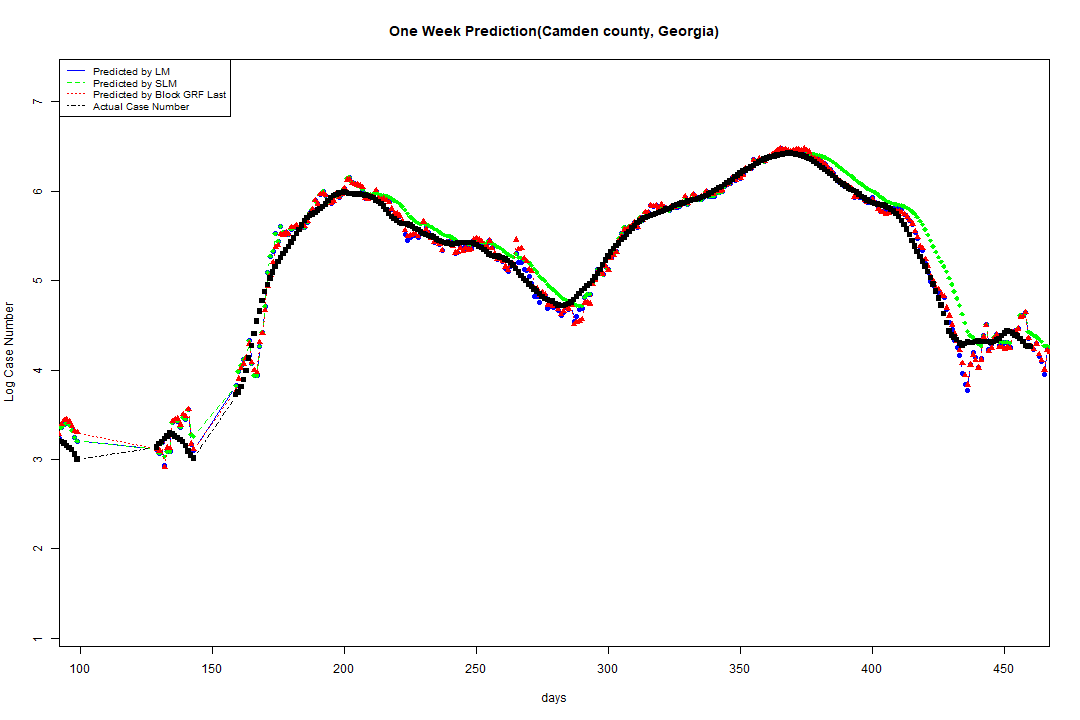 One Week Prediction(Camden county, Georgia)
Predicted by LM
Predicted by SLM
Predicted by Block GRF Last
Actual Case Number
7
6
5
4
3
2
1
Log Case Number
100 150 200 250 300 350 400 450
days